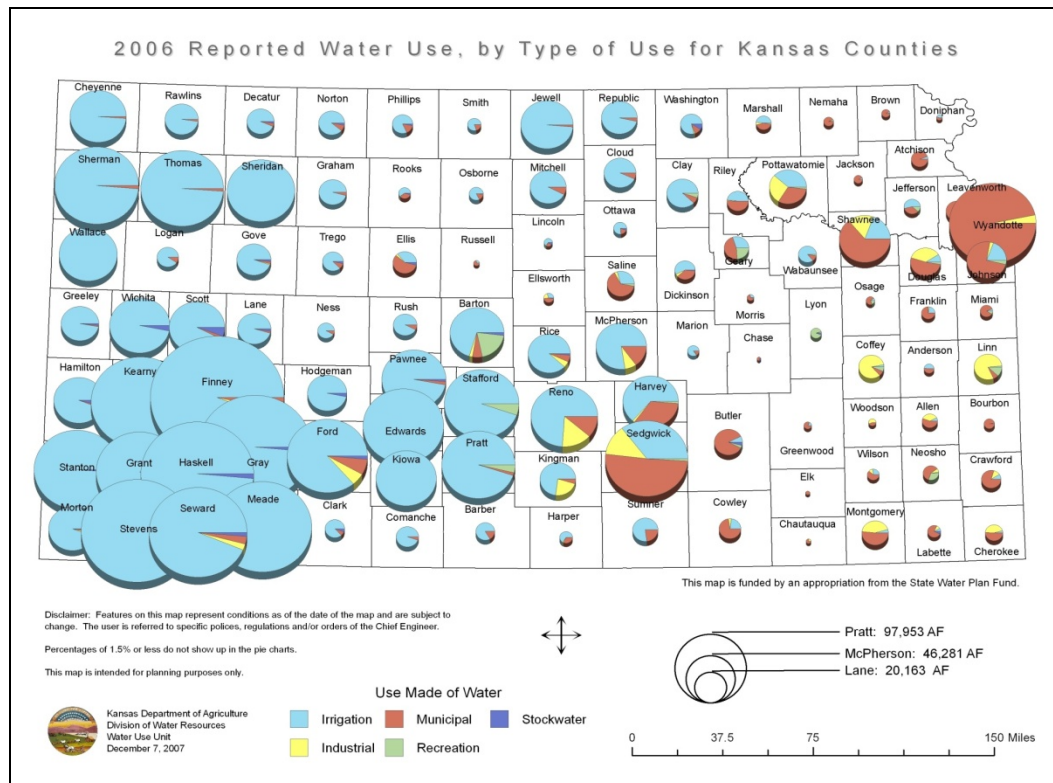 2006 Reported Water Use, by Type of Use for Kansas Counties
Cheyenne
Rawlins
Decatur
Norton
Phillips
Smith
Jewell
Republic
Washington
Marshall
Nemaha
Brown
Doniphan
Sherman
Thomas
Sheridan
Graham
Rooks
Osborne
Mitchell
Cloud
Clay
Riley
Pottawatomie
Jackson
Atchison
Jefferson
Leavenworth
Wyandotte
Wallace
Logan
Gove
Trego
Ellis
Russell
Lincoln
Ottawa
Saline
Dickinson
Geary
Wabaunsee
Shawnee
Douglas
Johnson
Greeley
Wichita
Scott
Lane
Ness
Rush
Barton
Ellsworth
Rice
McPherson
Marion
Morris
Chase
Lyon
Osage
Franklin
Miami
Hamilton
Kearny
Finney
Hodgeman
Pawnee
Stafford
Reno
Harvey
Butler
Coffey
Anderson
Linn
Greenwood
Woodson
Allen
Bourbon
Stanton
Grant
Haskell
Gray
Ford
Edwards
Kiowa
Pratt
Kingman
Sedgwick
Elk
Wilson
Neosho
Crawford
Morton
Stevens
Seward
Meade
Clark
Comanche
Barber
Harper
Sumner
Cowley
Chautauqua
Montgomery
Labette
Cherokee
This map is funded by an appropriation from the State Water Plan Fund.
Disclaimer: Features on this map represent conditions as of the date of the map and are subject to
change. The user is referred to specific polices, regulations and/or orders of the Chief Engineer.
Percentages of 1.5% or less do not show up in the pie charts.
This map is intended for planning purposes only.
Pratt: 97,953 AF
McPherson: 46,281 AF
Lane: 20,163 AF
Use Made of Water
Irrigation
Municipal
Stockwater
Industrial
Recreation
Kansas Department of Agriculture
Division of Water Resources
Water Use Unit
December 7, 2007
0 37.5 75 150 Miles